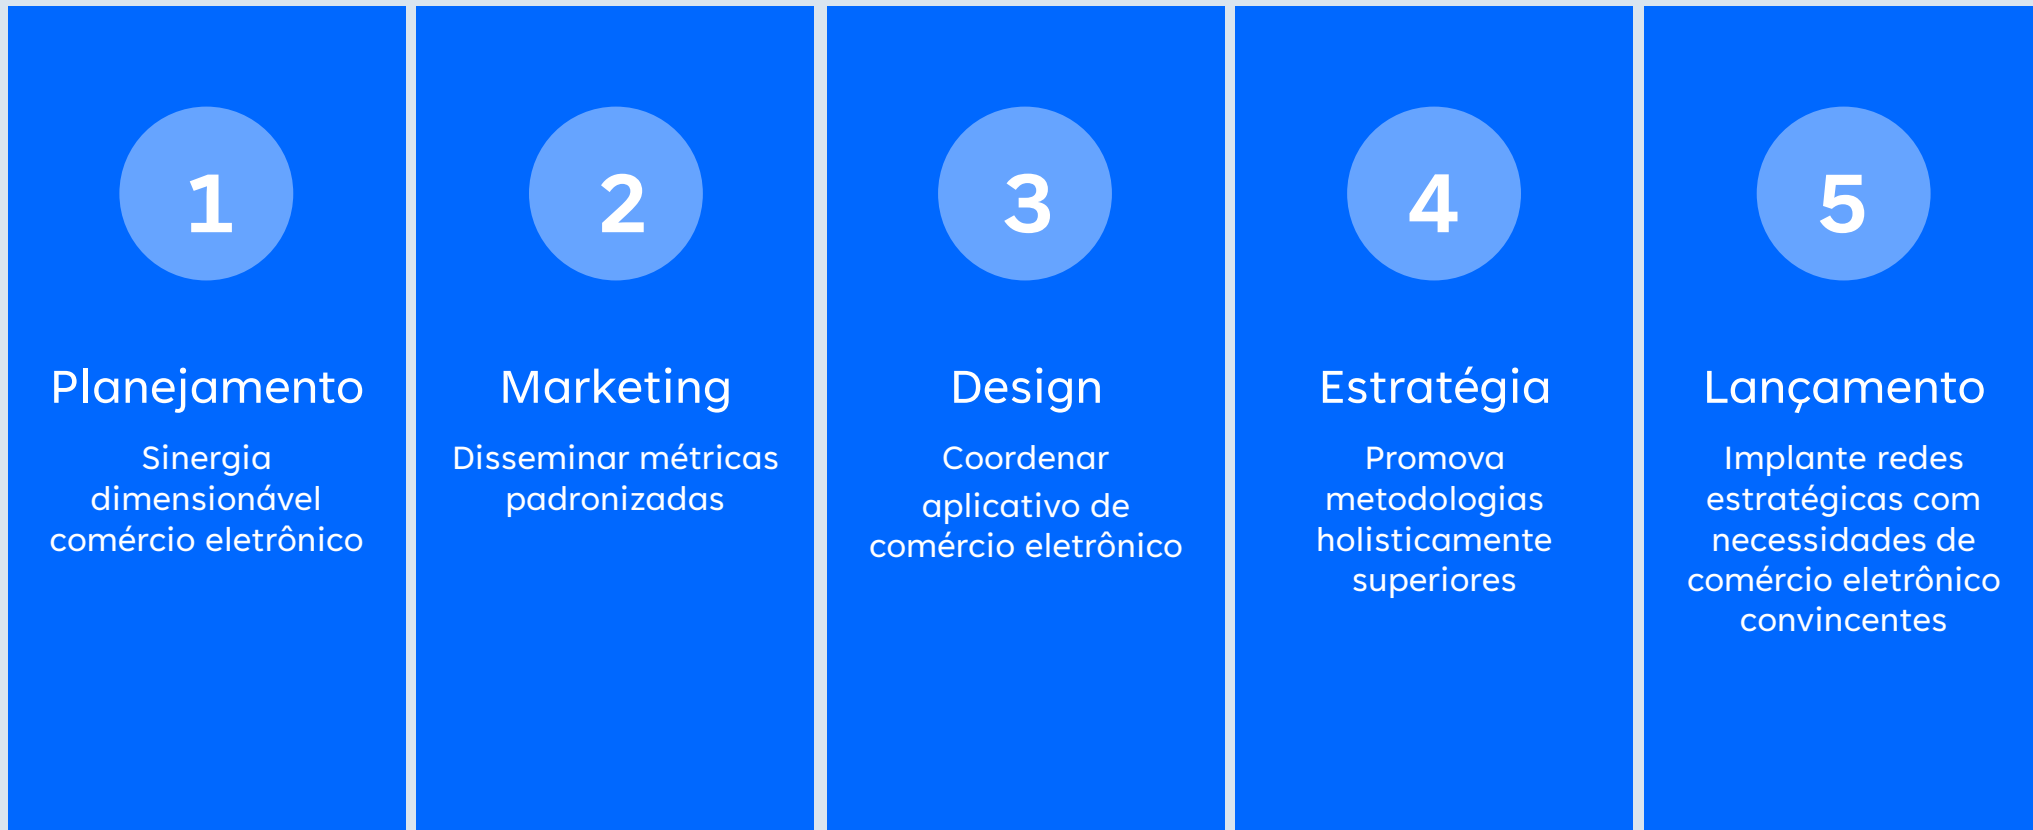 1
Planejamento
Sinergia
dimensionável
comércio eletrônico
2
Marketing
Disseminar métricas
padronizadas
3
Design
Coordenar
aplicativo de
comércio eletrônico
4
Estratégia
Promova
metodologias
holisticamente
superiores
5
Lançamento
Implante redes
estratégicas com
necessidades de
comércio eletrônico
convincentes